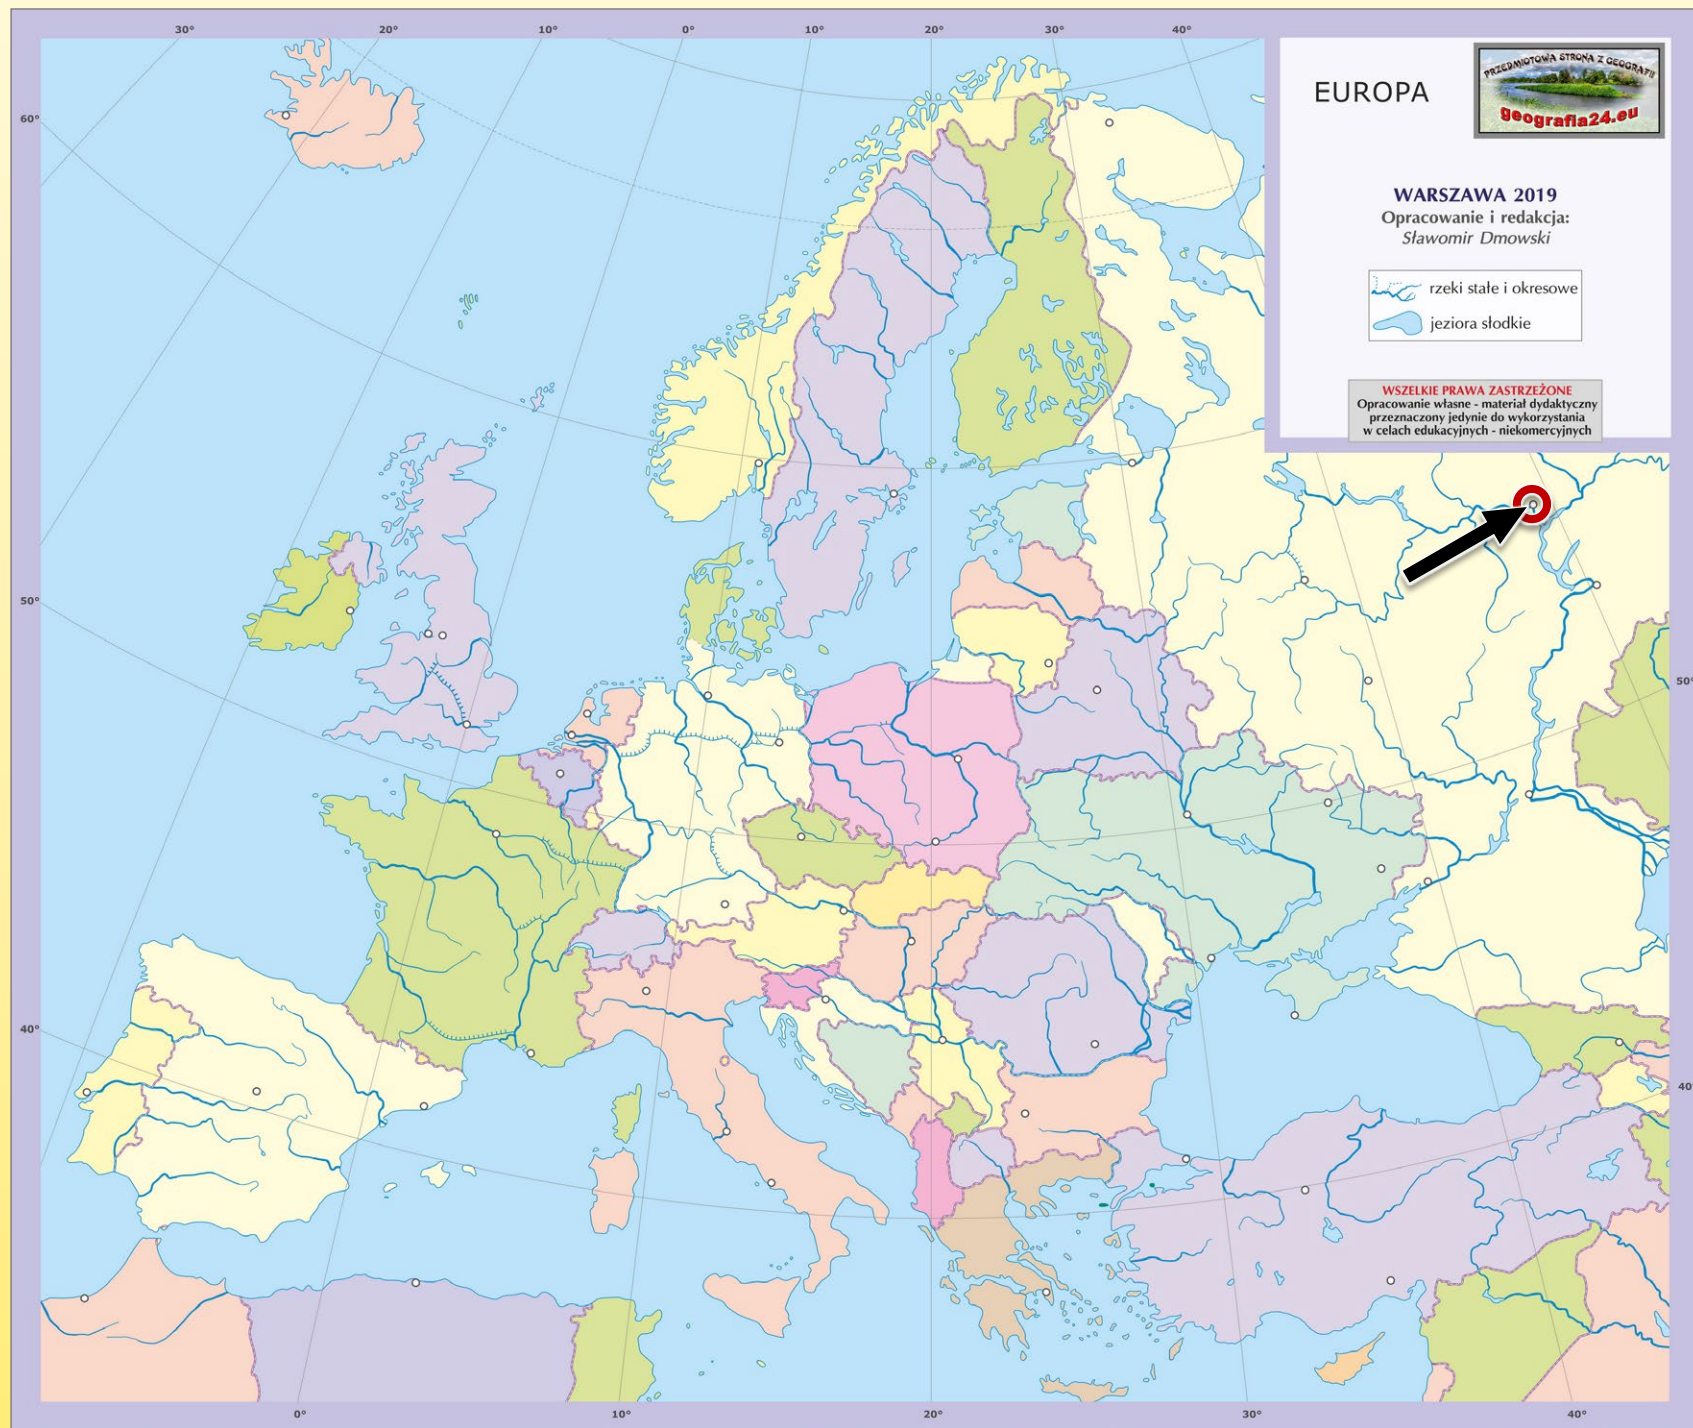 30°
20°
10°
0°
10°
20°
30°
40°
60°
50°
40°
50°
40°
0°
10°
20°
30°
40°
EUROPA
PRZEDMIOTOWA STRONA Z GEOGRAFII
geografia24.eu
WARSZAWA 2019
Opracowanie i redakcja:
Sławomir Dmowski
rzeki stałe i okresowe
jeziora słodkie
WSZELKIE PRAWA ZASTRZEŻONE
Opracowanie własne - materiał dydaktyczny
przeznaczony jedynie do wykorzystania
w celach edukacyjnych - niekomercyjnych